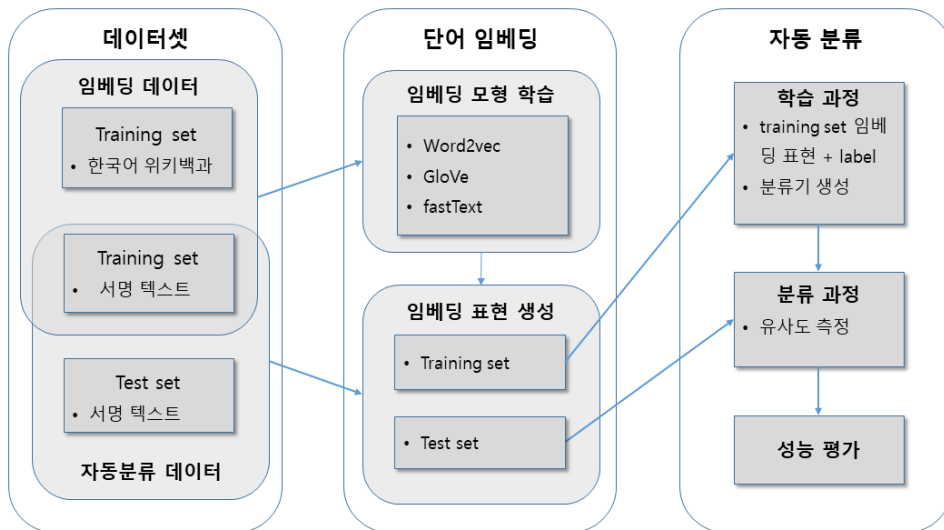 데이터셋
임베딩 데이터
Training set
• 한국어 위키백과
Training set
• 서명 텍스트
Test set
• 서명 텍스트
자동분류 데이터
단어 임베딩
임베딩 모형 학습
• Word2vec
• GloVe
• fastText
임베딩 표현 생성
• Training set
• Test set
자동 분류
학습 과정
• training set 임베
딩 표현 + label
• 분류기 생성
분류 과정
• 유사도 측정
성능 평가